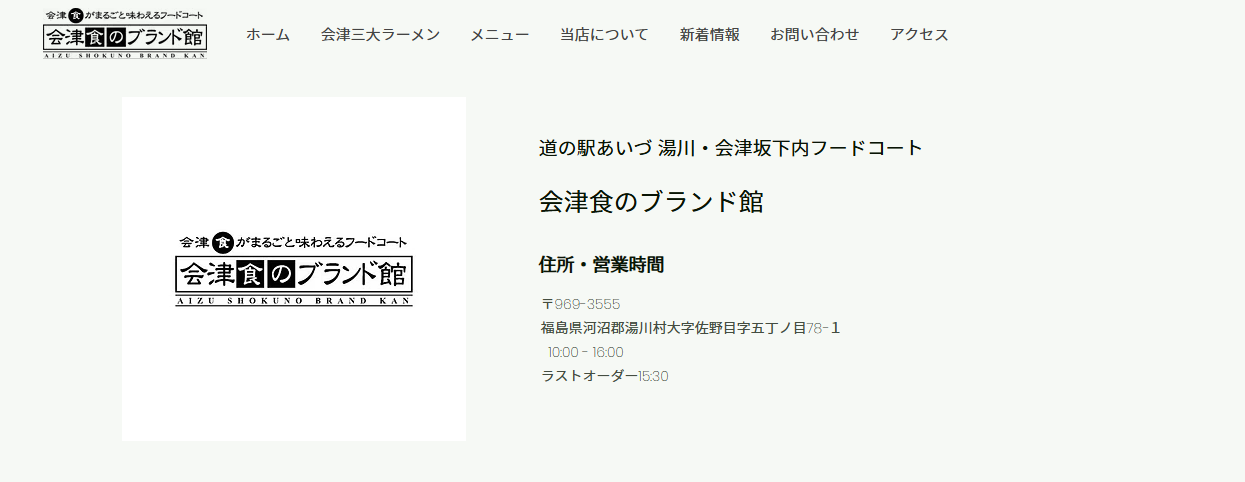 会津食がまるごと味わえるフードコート
会津食のブランド館
AIZU SHOKUNO BRAND KAN
ホーム 会津三大ラーメン メニュー 当店について 新着情報 お問い合わせ アクセス
会津食がまるごと味わえるフードコート
会津食のブランド館
AIZU SHOKUNO BRAND KAN
道の駅あいづ 湯川・会津坂下内フードコート
会津食のブランド館
住所・営業時間
〒969-3555
福島県河沼郡湯川村大字佐野目字五丁ノ目78-１
10:00 - 16:00
ラストオーダー15:30